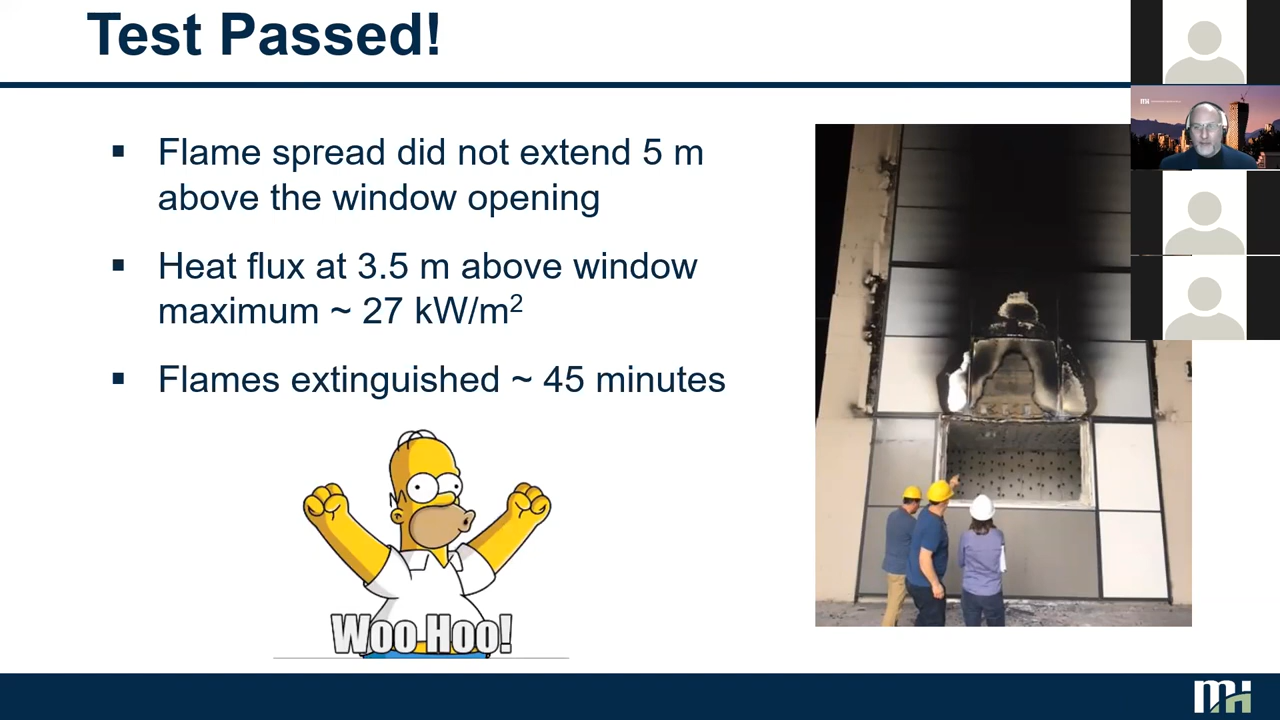 Test Passed!
▪ Flame spread did not extend 5 m
above the window opening
▪ Heat flux at 3.5 m above window
maximum ~ 27 kW/m²
▪ Flames extinguished ~ 45 minutes
Woo Hoo!
mh